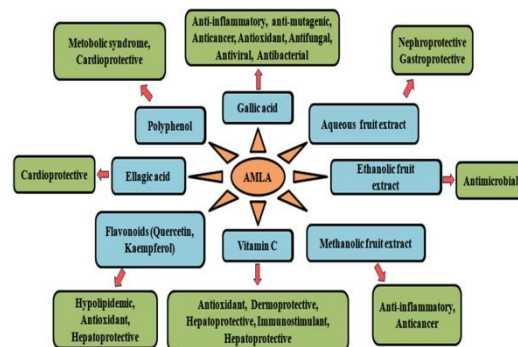 Anti-inflammatory, anti-mutagenic,
Anticancer, Antioxidant, Antifungal,
Antiviral, Antibacterial
Metobolic syndrome,
Cardioprotective
Nephroprotective
Gastroprotective
Gallic acid
Polyphenol
Aqueous fruit extract
Cardioprotective
Ellagic acid
AMLA
Ethanolic fruit
extract
Antimicrobial
Flavonoids (Quercetin,
Kaempferol)
Vitamin C
Methanolic fruit extract
Hypolipidemic,
Antioxidant,
Hepatoprotective
Antioxidant, Dermoprotective,
Hepatoprotective, Immunostimulant,
Hepatoprotective
Anti-inflammatory,
Anticancer